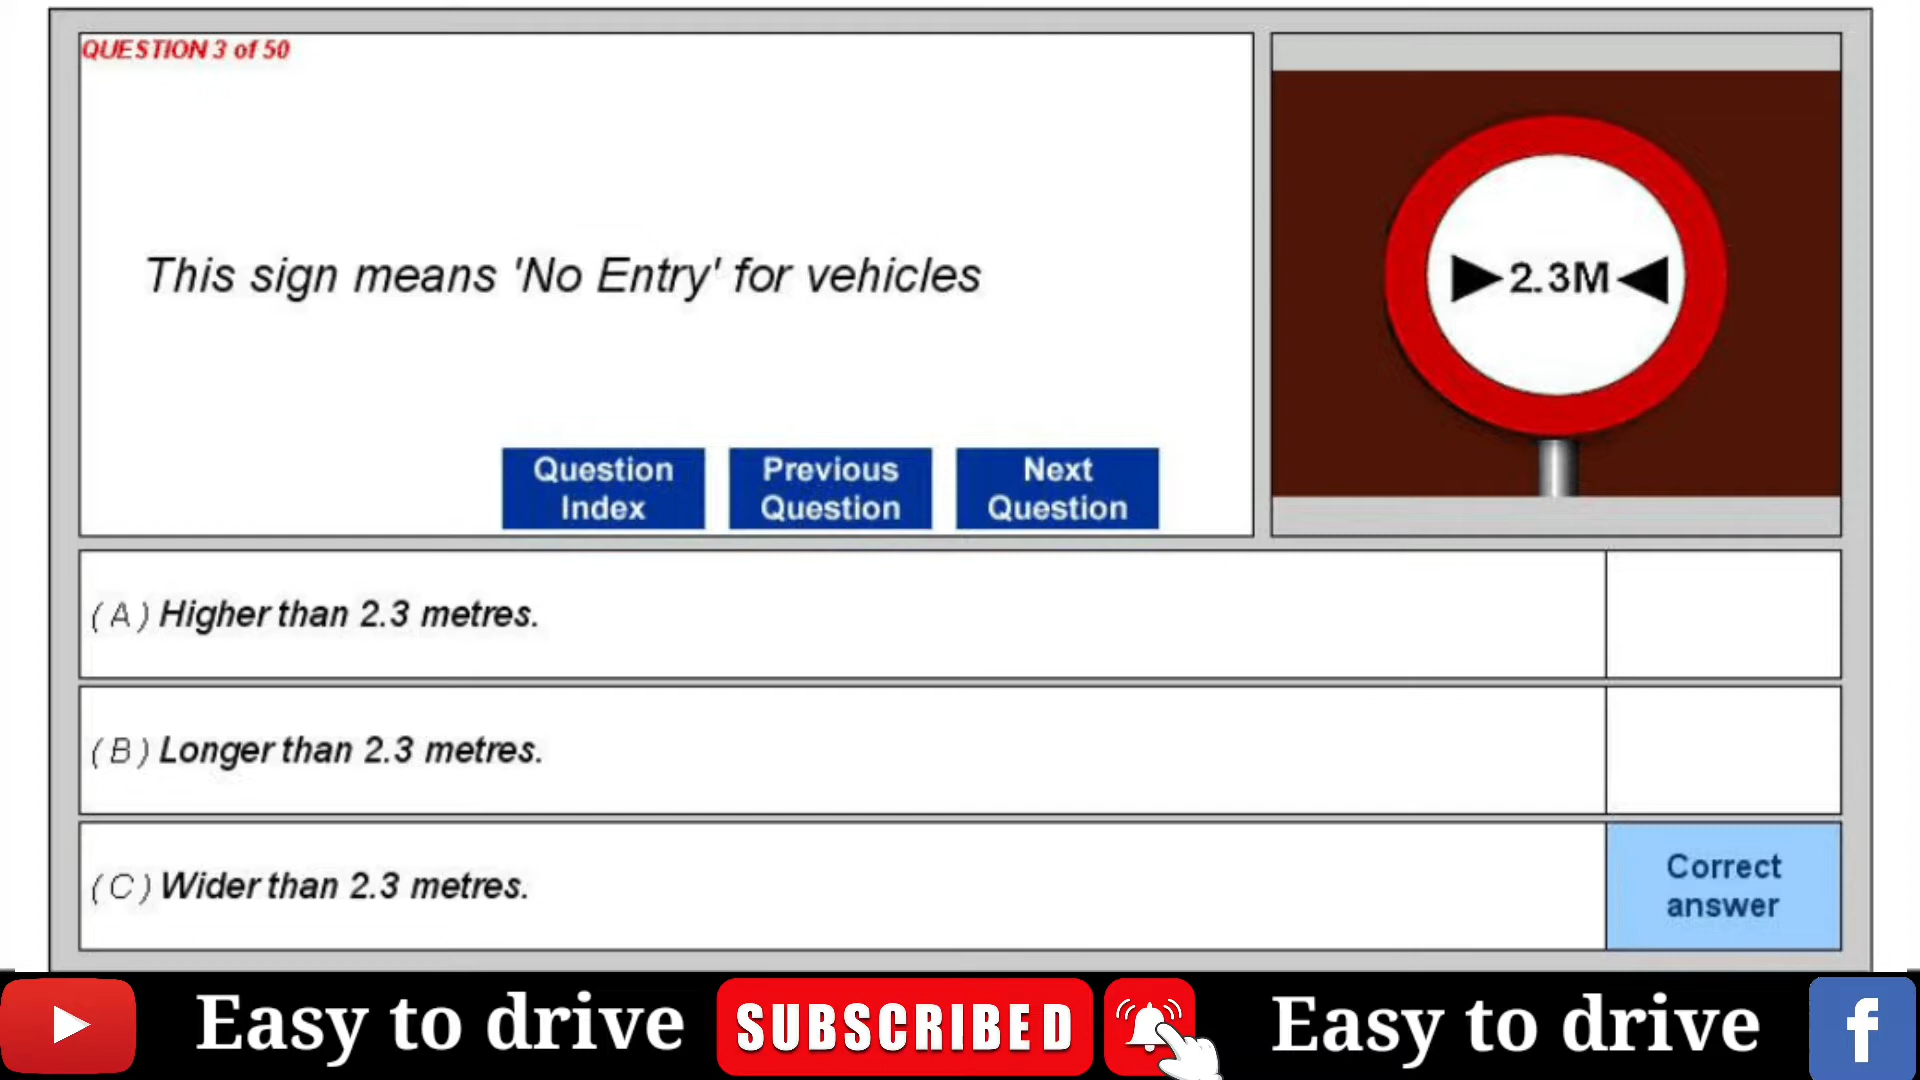 QUESTION 3 of 50
This sign means 'No Entry' for vehicles
2.3M
Question
Index
Previous
Question
Next
Question
(A) Higher than 2.3 metres.
(B) Longer than 2.3 metres.
(C) Wider than 2.3 metres.
Correct
answer
Easy to drive
SUBSCRIBED
Easy to drive
f